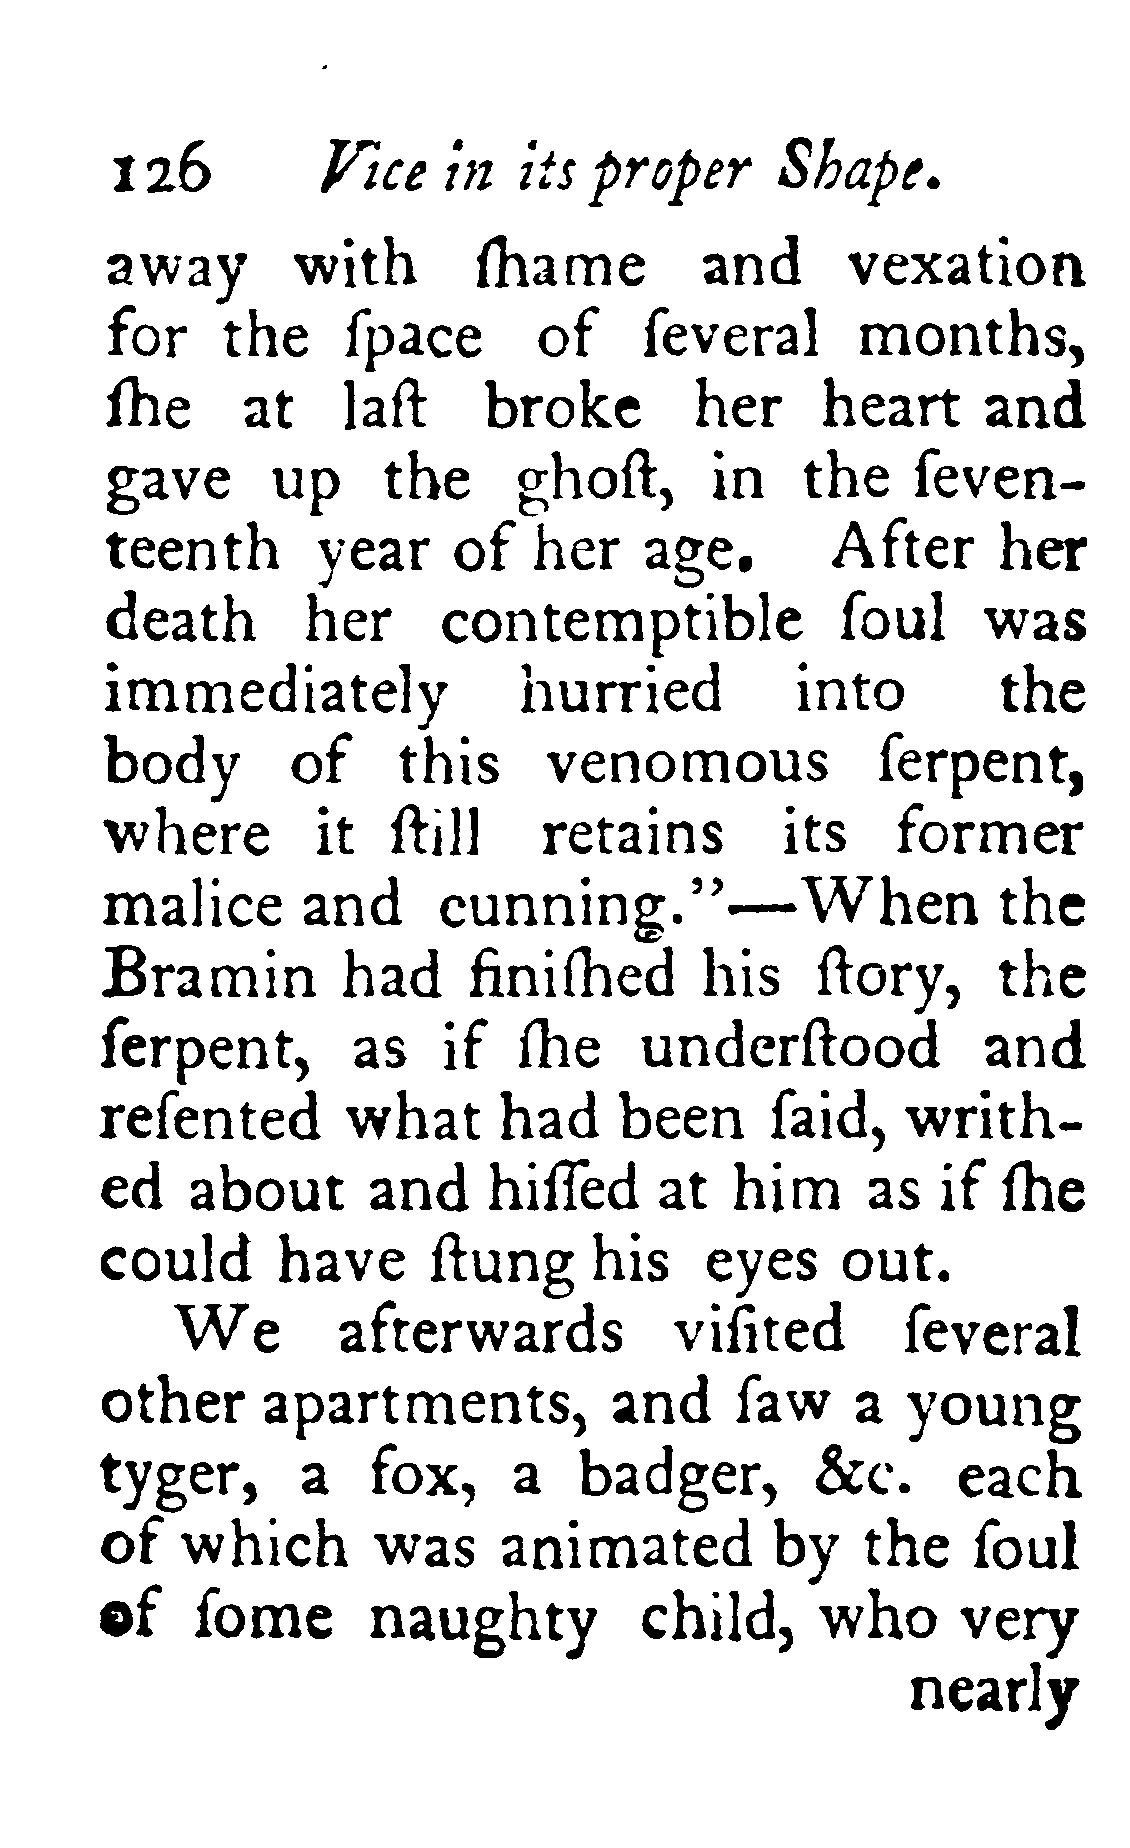 126 Vice in its proper Shape.
away with ſhame and vexation
for the ſpace of ſeveral months,
ſhe at laſt broke her heart and
gave up the ghoſt, in the ſeven-
teenth year of her age. After her
death her contemptible ſoul was
immediately hurried into the
body of this venomous ſerpent,
where it ſtill retains its former
malice and cunning."—When the
Bramin had finiſhed his ſtory, the
ſerpent, as if ſhe underſtood and
reſented what had been ſaid, writh-
ed about and hiſſed at him as if ſhe
could have ſtung his eyes out.
We afterwards viſited ſeveral
other apartments, and ſaw a young
tyger, a fox, a badger, &c. each
of which was animated by the ſoul
of ſome naughty child, who very
nearly